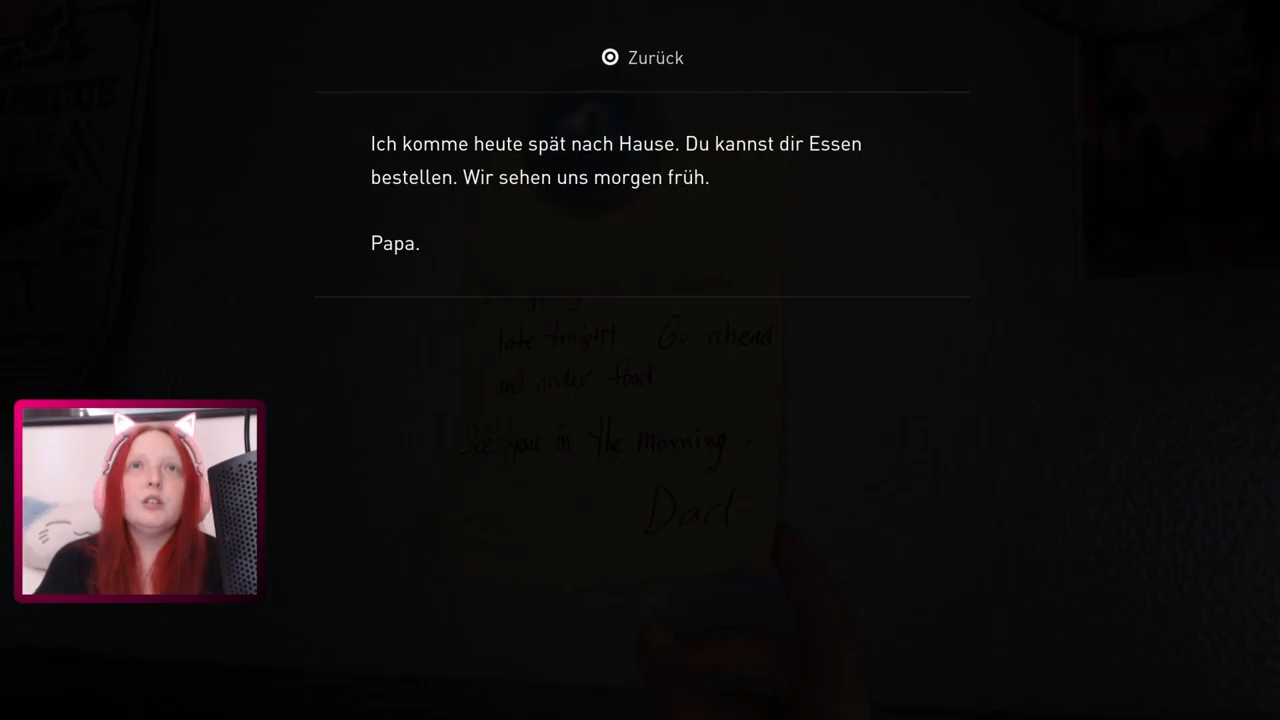 Zurück
Ich komme heute spät nach Hause. Du kannst dir Essen
bestellen. Wir sehen uns morgen früh.
Papa.
late tonight. Go ahead
and order food
See you in the morning.
Dad